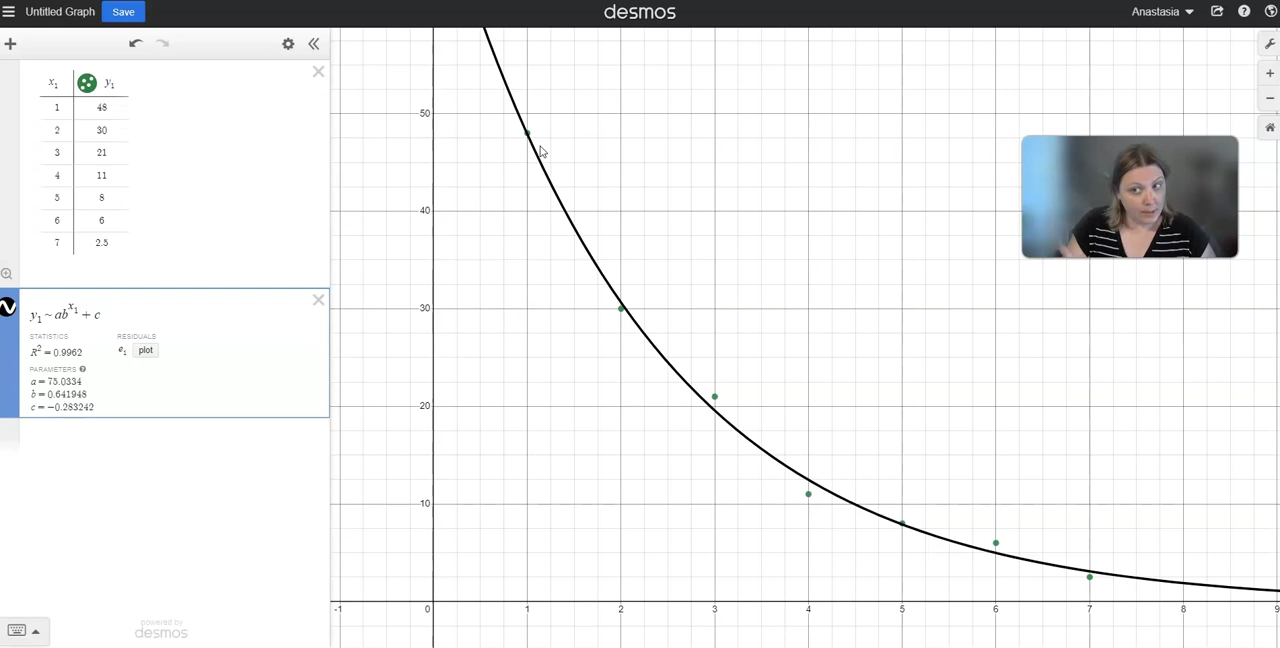 Untitled Graph Save desmos Anastasia
x₁ y₁
1 48
2 30
3 21
4 11
5 8
6 6
7 2.5
y₁ ~ ab^x₁ + c
STATISTICS RESIDUALS
R² = 0.9962 e₁ plot
PARAMETERS
a = 75.0334
b = 0.641948
c = −0.283242
powered by
desmos
50
40
30
20
10
-1 0 1 2 3 4 5 6 7 8 9